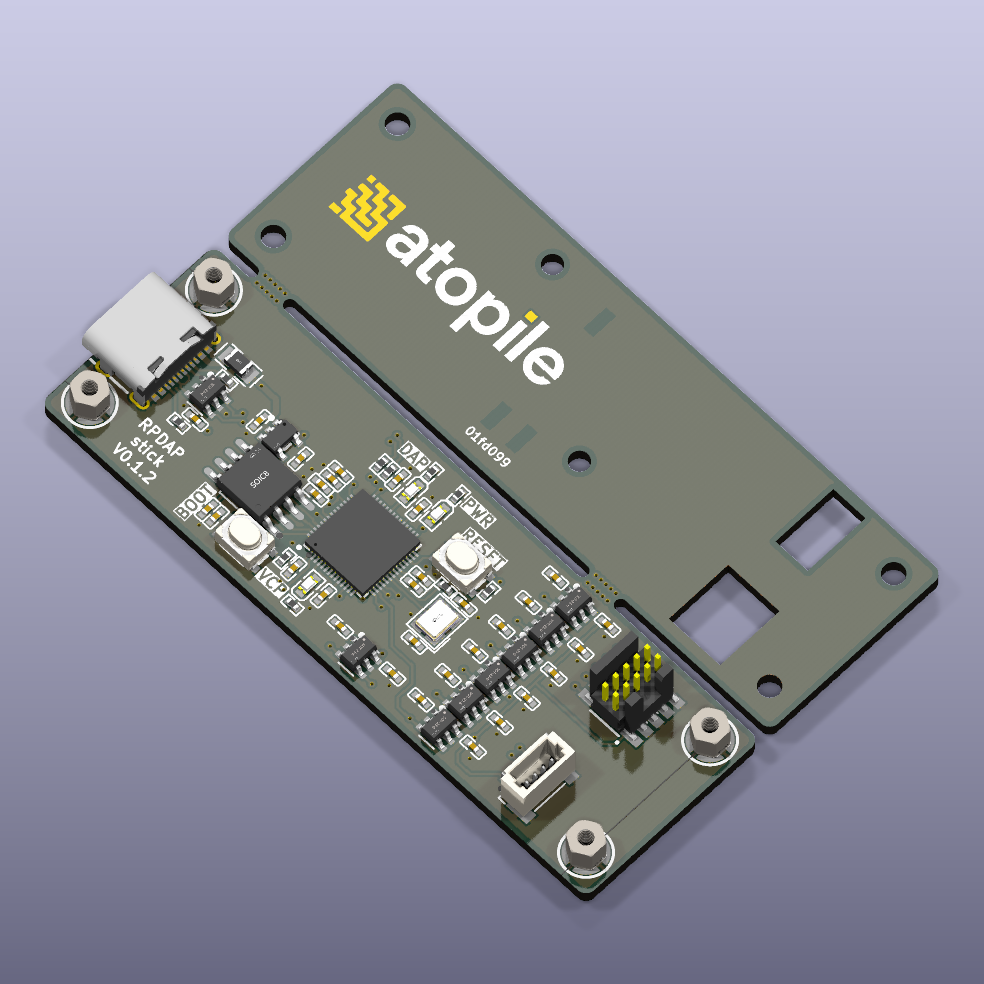 atopile
01fd099
RPDAP
stick
V0.1.2
SOIC8
BOOT
DAP
PWR
RESET
VCP